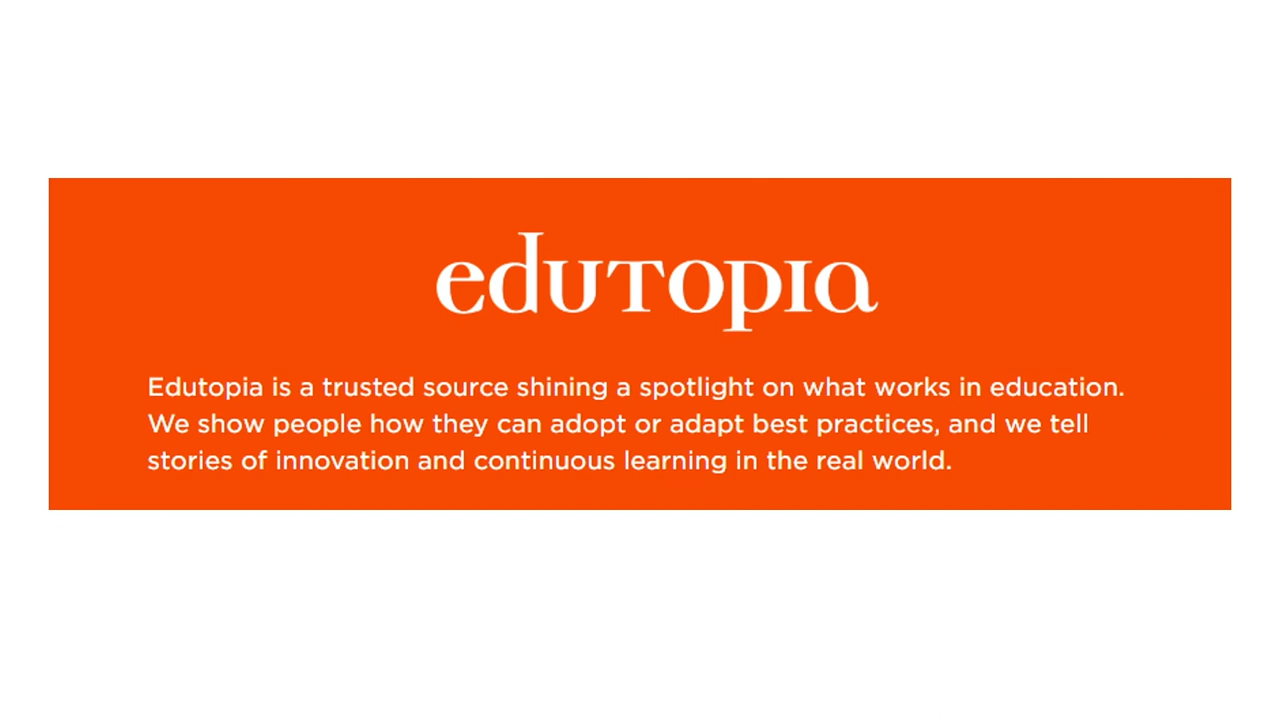 edutopia
Edutopia is a trusted source shining a spotlight on what works in education.
We show people how they can adopt or adapt best practices, and we tell
stories of innovation and continuous learning in the real world.